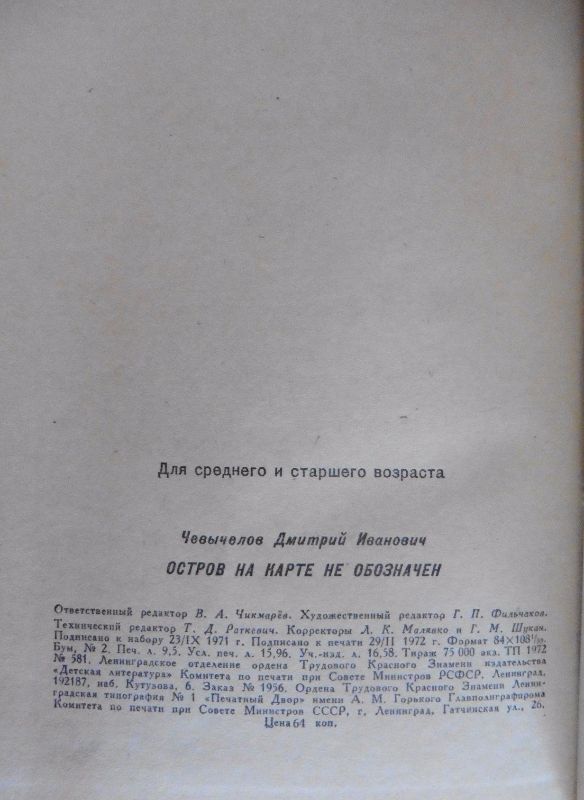 Для среднего и старшего возраста
Чевычелов Дмитрий Иванович
ОСТРОВ НА КАРТЕ НЕ ОБОЗНАЧЕН
Ответственный редактор В. А. Чикмарёв. Художественный редактор Г. П. Фильчаков.
Технический редактор Т. Д. Раткевич. Корректоры Л. К. Малявко и Г. М. Шукан.
Подписано к набору 23/IX 1971 г. Подписано к печати 29/II 1972 г. Формат 84×108¹/₃₂.
Бум, № 2. Печ. л. 9,5. Усл. печ. л. 15,96. Уч.-изд. л. 16,58. Тираж 75 000 экз. ТП 1972
№ 581. Ленинградское отделение ордена Трудового Красного Знамени издательства
«Детская литература» Комитета по печати при Совете Министров РСФСР. Ленинград,
192187, наб. Кутузова, 6. Заказ № 1956. Ордена Трудового Красного Знамени Ленин-
градская типография № 1 «Печатный Двор» имени А. М. Горького Главполиграфпрома
Комитета по печати при Совете Министров СССР, г, Ленинград, Гатчинская ул., 26.
Цена 64 коп.